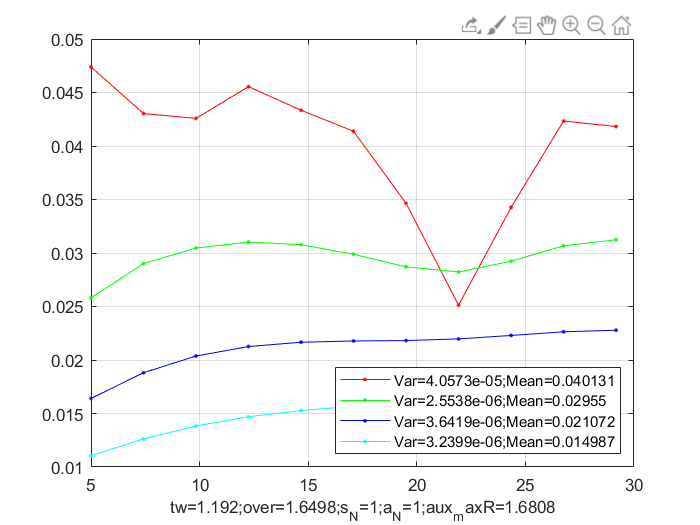 0.05
0.045
0.04
0.035
0.03
0.025
0.02
0.015
0.01
Var=4.0573e-05;Mean=0.040131
Var=2.5538e-06;Mean=0.02955
Var=3.6419e-06;Mean=0.021072
Var=3.2399e-06;Mean=0.014987
5 10 15 20 25 30
tw=1.192;over=1.6498;s_N=1;a_N=1;aux_maxR=1.6808